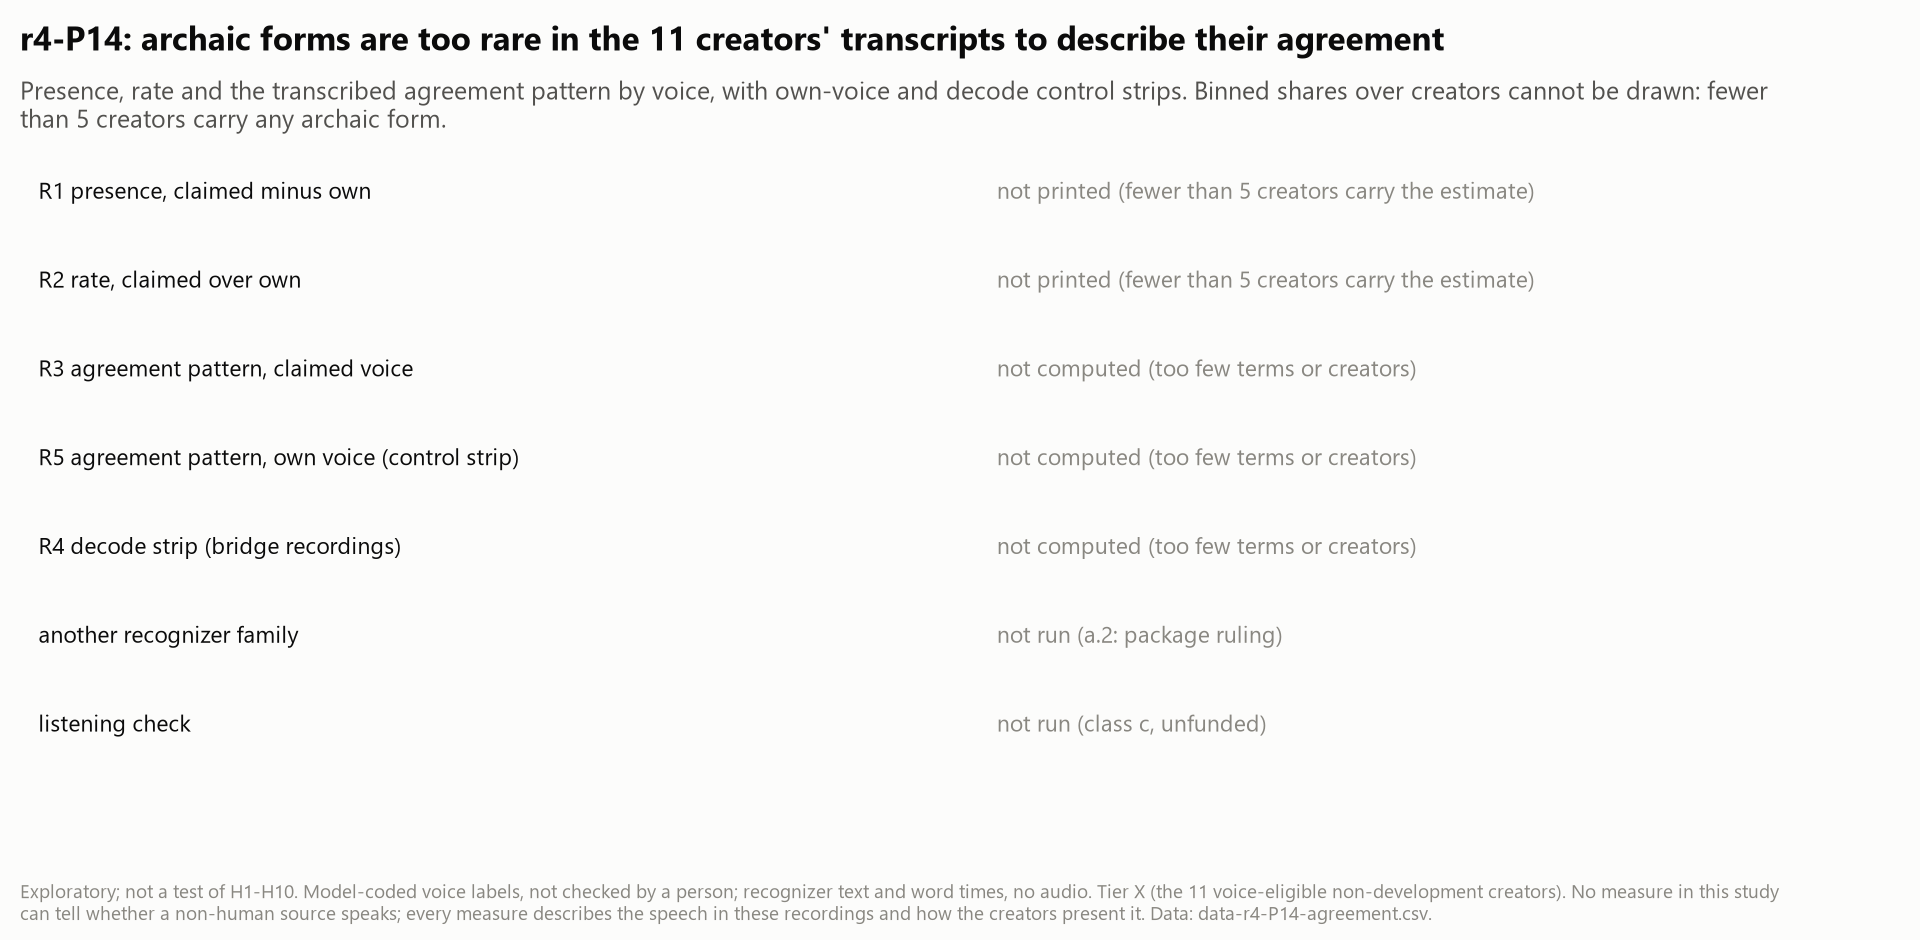 r4-P14: archaic forms are too rare in the 11 creators' transcripts to describe their agreement
Presence, rate and the transcribed agreement pattern by voice, with own-voice and decode control strips. Binned shares over creators cannot be drawn: fewer
than 5 creators carry any archaic form.
R1 presence, claimed minus own not printed (fewer than 5 creators carry the estimate)
R2 rate, claimed over own not printed (fewer than 5 creators carry the estimate)
R3 agreement pattern, claimed voice not computed (too few terms or creators)
R5 agreement pattern, own voice (control strip) not computed (too few terms or creators)
R4 decode strip (bridge recordings) not computed (too few terms or creators)
another recognizer family not run (a.2: package ruling)
listening check not run (class c, unfunded)
Exploratory; not a test of H1-H10. Model-coded voice labels, not checked by a person; recognizer text and word times, no audio. Tier X (the 11 voice-eligible non-development creators). No measure in this study
can tell whether a non-human source speaks; every measure describes the speech in these recordings and how the creators present it. Data: data-r4-P14-agreement.csv.